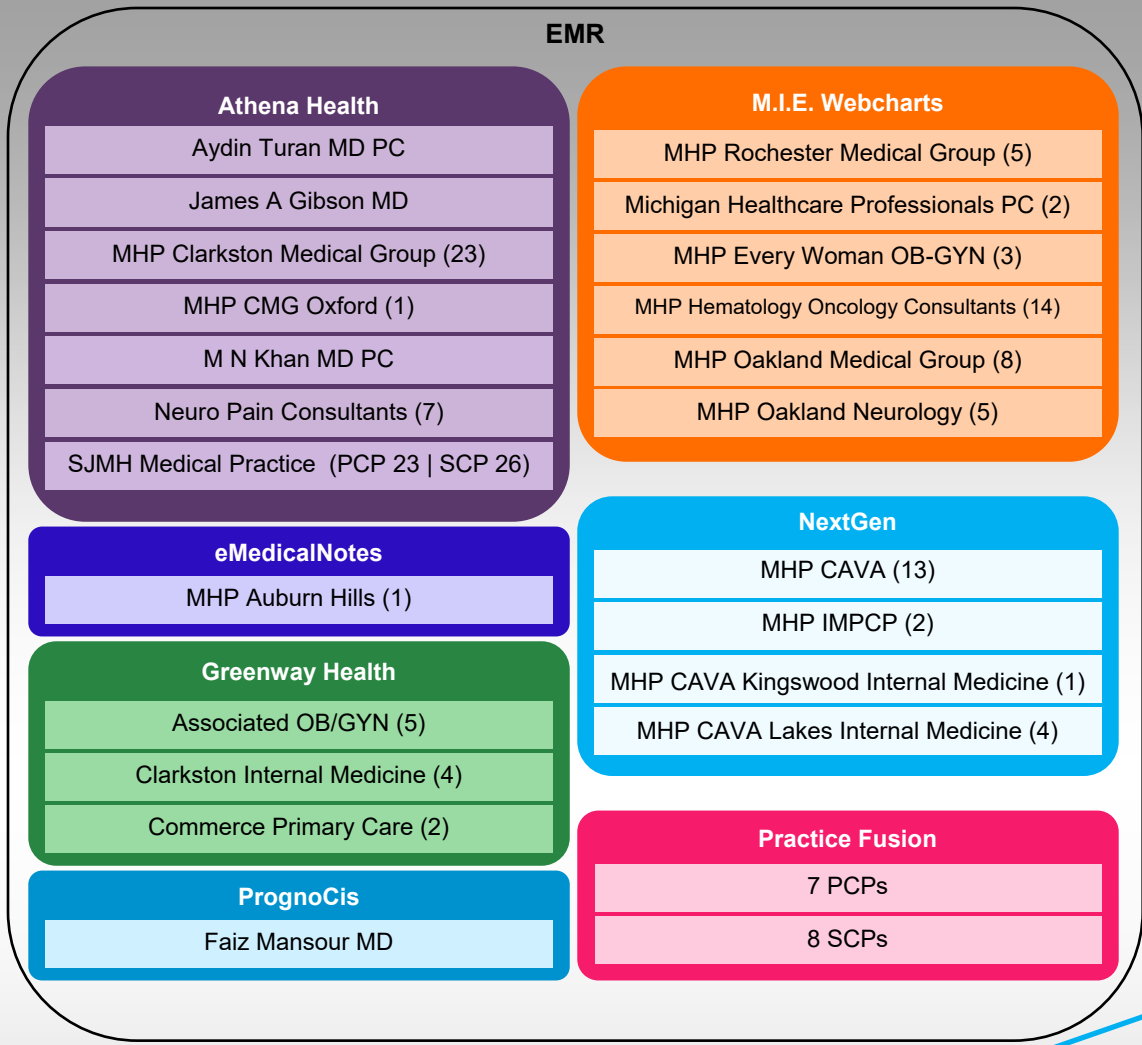 EMR
Athena Health
Aydin Turan MD PC
James A Gibson MD
MHP Clarkston Medical Group (23)
MHP CMG Oxford (1)
M N Khan MD PC
Neuro Pain Consultants (7)
SJMH Medical Practice (PCP 23 | SCP 26)
eMedicalNotes
MHP Auburn Hills (1)
Greenway Health
Associated OB/GYN (5)
Clarkston Internal Medicine (4)
Commerce Primary Care (2)
PrognoCis
Faiz Mansour MD
M.I.E. Webcharts
MHP Rochester Medical Group (5)
Michigan Healthcare Professionals PC (2)
MHP Every Woman OB-GYN (3)
MHP Hematology Oncology Consultants (14)
MHP Oakland Medical Group (8)
MHP Oakland Neurology (5)
NextGen
MHP CAVA (13)
MHP IMPCP (2)
MHP CAVA Kingswood Internal Medicine (1)
MHP CAVA Lakes Internal Medicine (4)
Practice Fusion
7 PCPs
8 SCPs